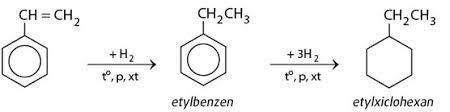 CH = CH₂
CH₂CH₃
CH₂CH₃
+ H₂
t°, p, xt
+ 3H₂
t°, p, xt
etylbenzen
etylxiclohexan